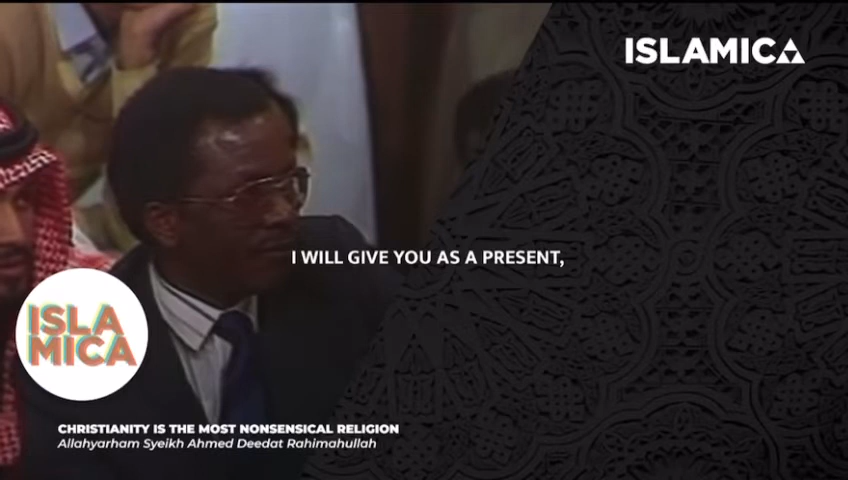 ISLAMICA
I WILL GIVE YOU AS A PRESENT,
ISLA
MICA
CHRISTIANITY IS THE MOST NONSENSICAL RELIGION
Allahyarham Syeikh Ahmed Deedat Rahimahullah